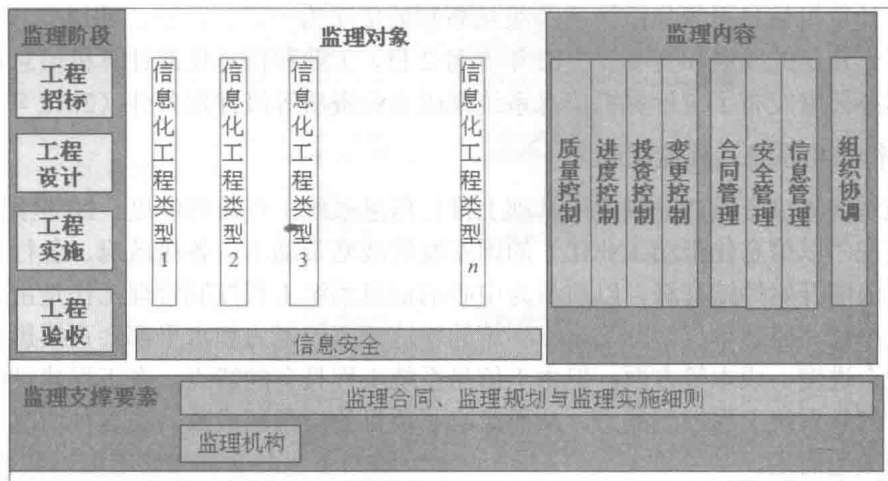 监理阶段
工程
招标
工程
设计
工程
实施
工程
验收
监理对象
信息化工程类型1
信息化工程类型2
信息化工程类型3
信息化工程类型n
信息安全
监理内容
质量控制
进度控制
投资控制
变更控制
合同管理
安全管理
信息管理
组织协调
监理支撑要素
监理合同、监理规划与监理实施细则
监理机构